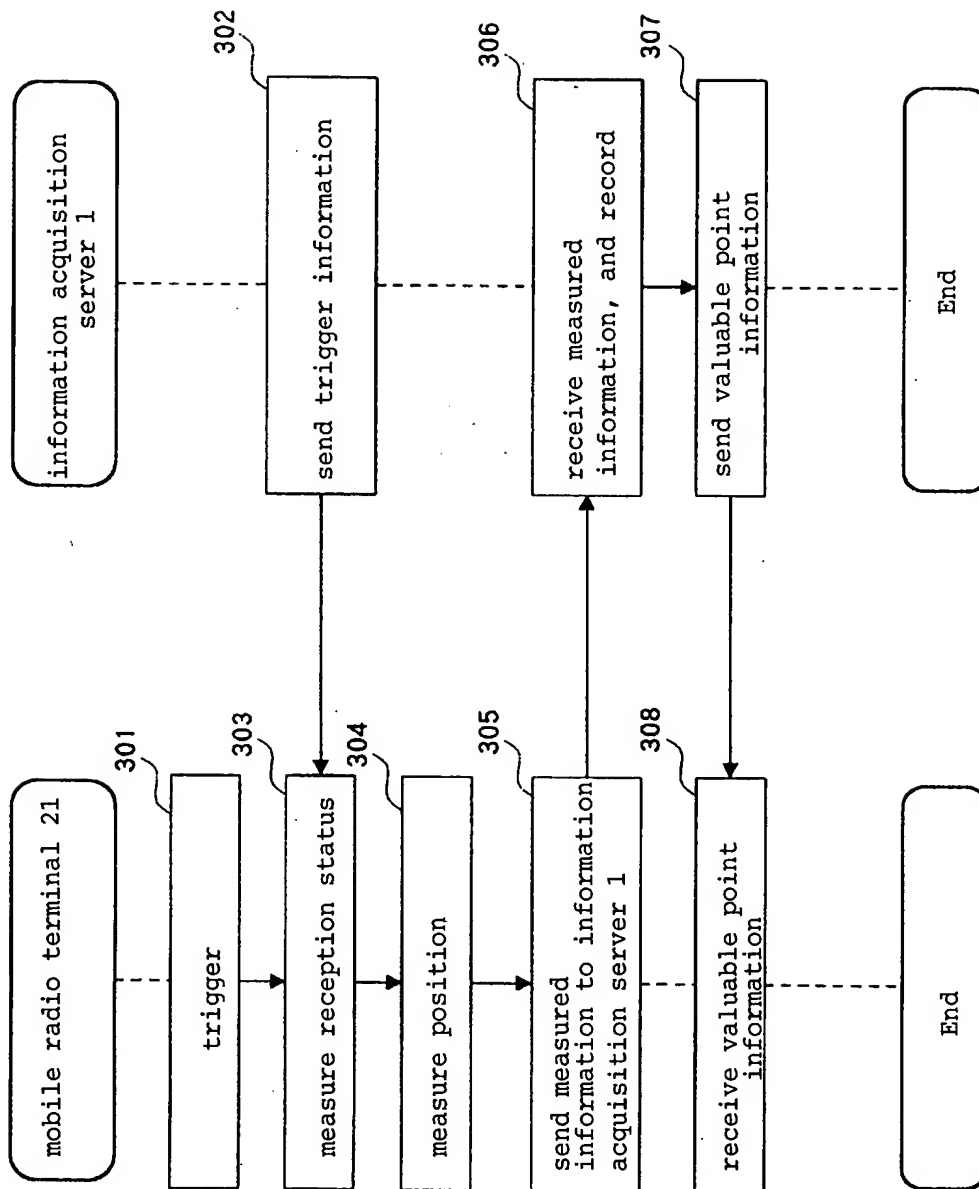 mobile radio terminal 21
301
trigger
303
measure reception status
304
measure position
305
send measured
information to information
acquisition server 1
308
receive valuable point
information
End
information acquisition
server 1
302
send trigger information
306
receive measured
information, and record
307
send valuable point
information
End